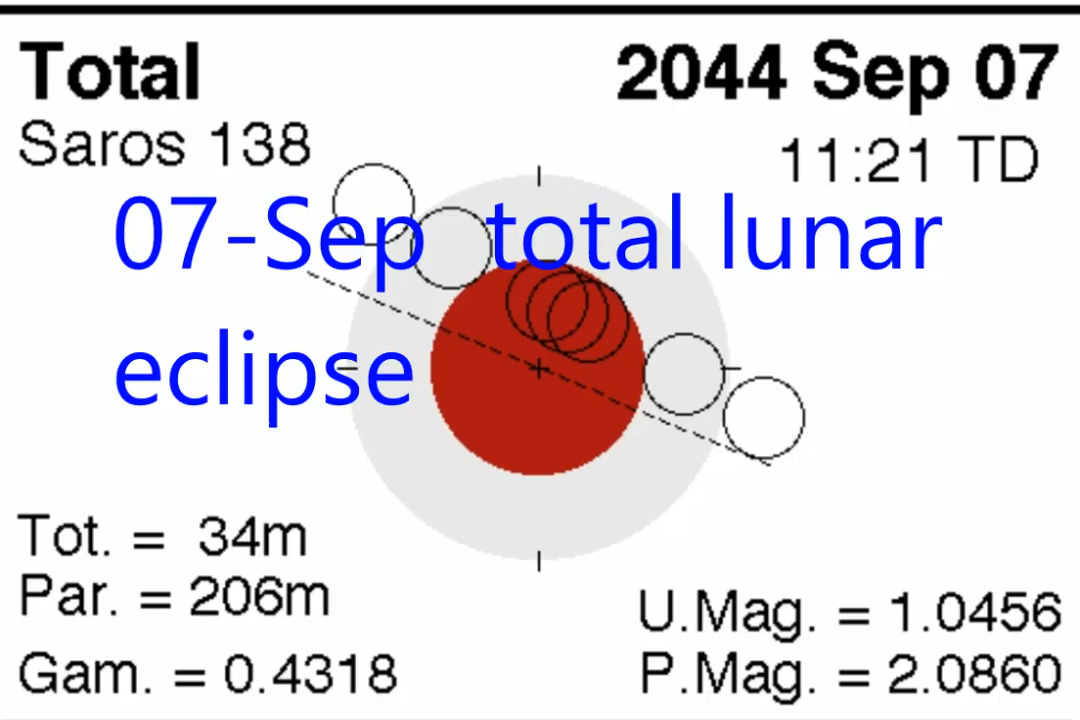 Total
2044 Sep 07
Saros 138
11:21 TD
07-Sep total lunar
eclipse
Tot. = 34m
Par. = 206m
U.Mag. = 1.0456
Gam. = 0.4318
P.Mag. = 2.0860